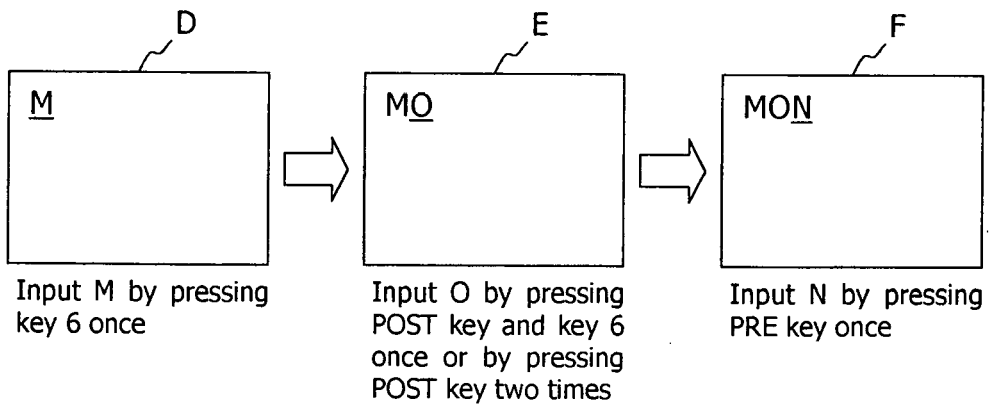 D
E
F
M
MO
MON
Input M by pressing
key 6 once
Input O by pressing
POST key and key 6
once or by pressing
POST key two times
Input N by pressing
PRE key once